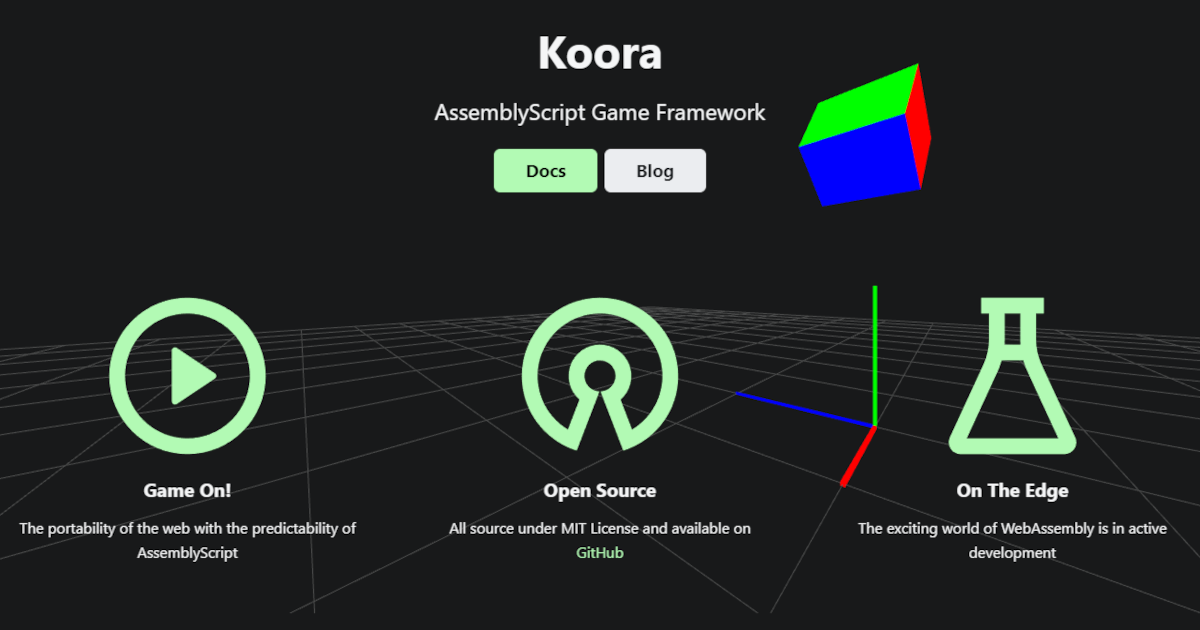 Koora
AssemblyScript Game Framework
Docs
Blog
Game On!
The portability of the web with the predictability of
AssemblyScript
Open Source
All source under MIT License and available on
GitHub
On The Edge
The exciting world of WebAssembly is in active
development